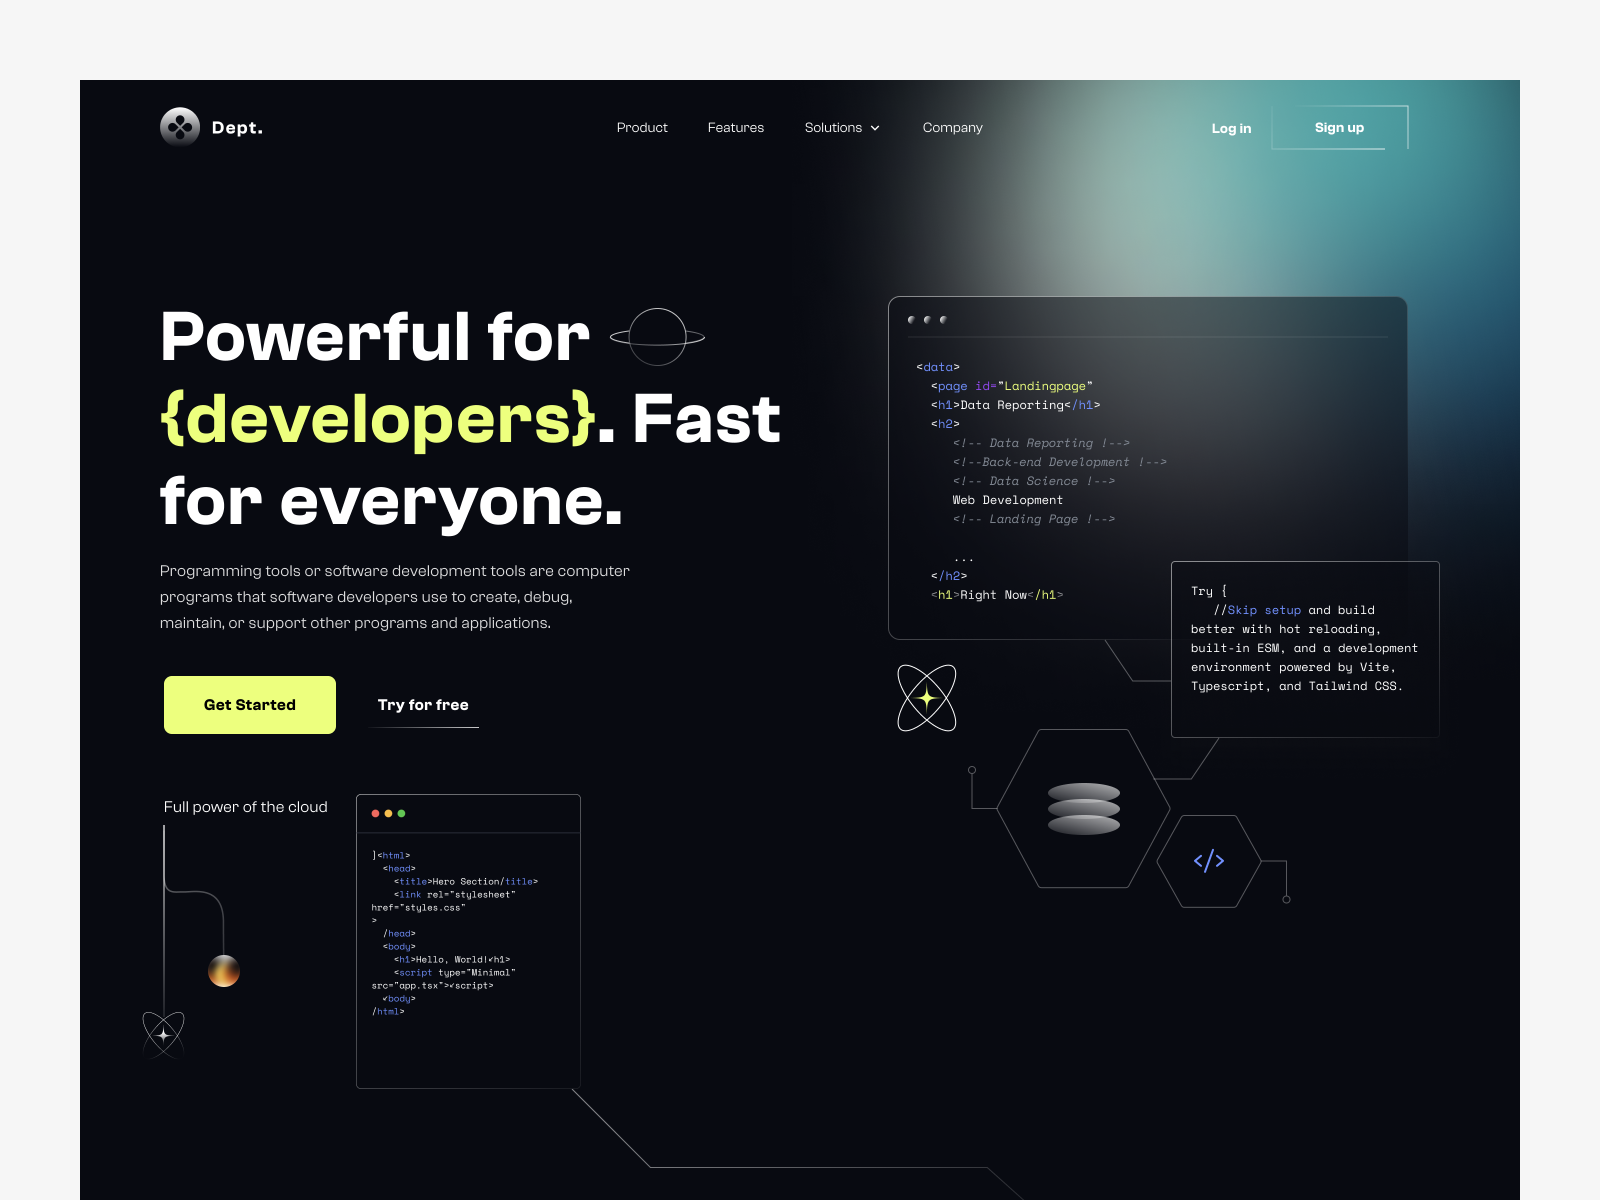 Dept.
Product Features Solutions Company
Log in Sign up
Powerful for
{developers}. Fast
for everyone.
Programming tools or software development tools are computer
programs that software developers use to create, debug,
maintain, or support other programs and applications.
Get Started Try for free
<data>
<page id="Landingpage"
<h1>Data Reporting</h1>
<h2>
<!-- Data Reporting !-->
<!--Back-end Development !-->
<!-- Data Science !-->
Web Development
<!-- Landing Page !-->
...
</h2>
<h1>Right Now</h1>
Try {
//Skip setup and build
better with hot reloading,
built-in ESM, and a development
environment powered by Vite,
Typescript, and Tailwind CSS.
</>
Full power of the cloud
]<html>
<head>
<title>Hero Section/title>
<link rel="stylesheet"
href="styles.css"
>
/head>
<body>
<h1>Hello, World!<h1>
<script type="Minimal"
src="app.tsx"><script>
<body>
/html>